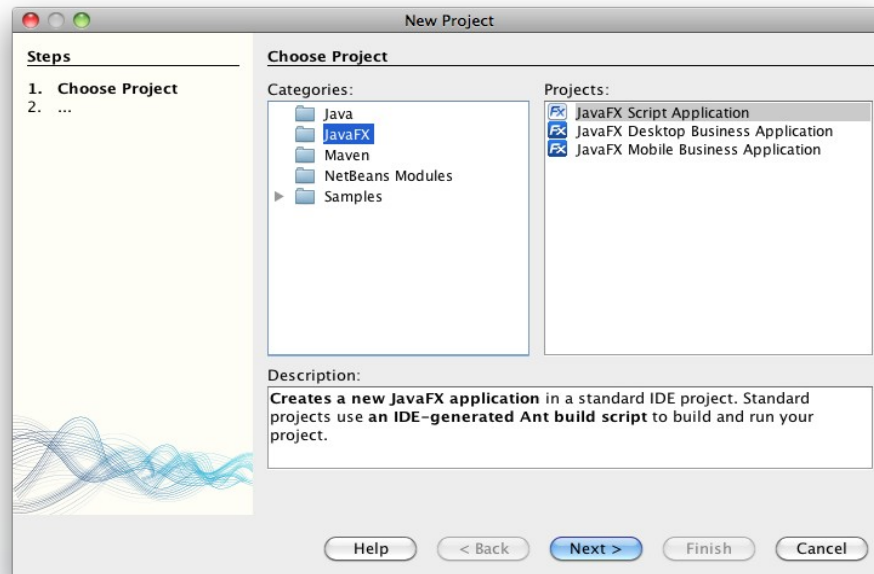 New Project
Steps
1. Choose Project
2. ...
Choose Project
Categories:
Java
JavaFX
Maven
NetBeans Modules
Samples
Projects:
Fx JavaFX Script Application
Fx JavaFX Desktop Business Application
Fx JavaFX Mobile Business Application
Description:
Creates a new JavaFX application in a standard IDE project. Standard
projects use an IDE-generated Ant build script to build and run your
project.
Help
< Back
Next >
Finish
Cancel